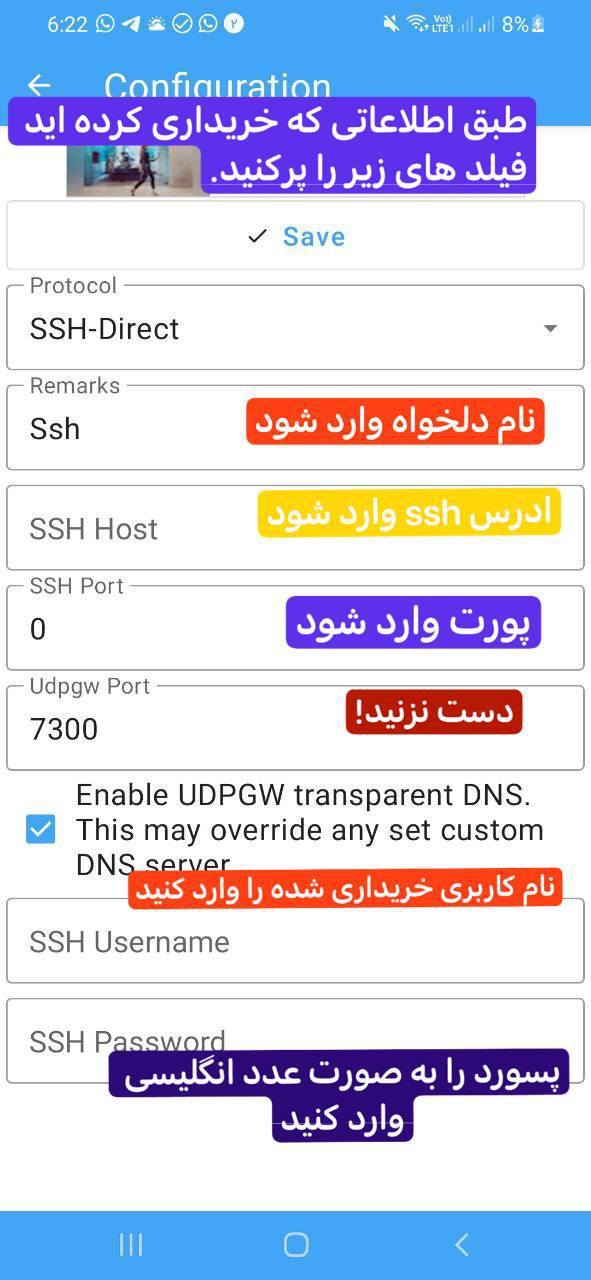 6:22 ۲ Vo)) LTE1 8%
Configuration
طبق اطلاعاتی که خریداری کرده اید
فیلد های زیر را پرکنید.
Save
Protocol
SSH-Direct
Remarks
Ssh
نام دلخواه وارد شود
SSH Host
ادرس ssh وارد شود
SSH Port
0
پورت وارد شود
Udpgw Port
7300
دست نزنید!
Enable UDPGW transparent DNS.
This may override any set custom
DNS server
نام کاربری خریداری شده را وارد کنید
SSH Username
SSH Password
پسورد را به صورت عدد انگلیسی
وارد کنید